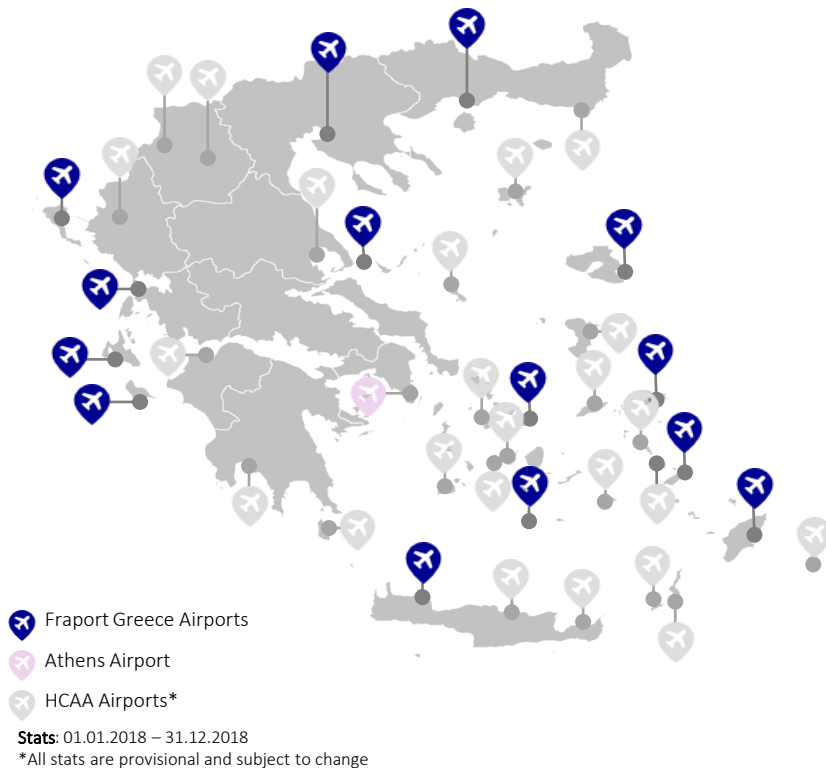 Fraport Greece Airports
Athens Airport
HCAA Airports*
Stats: 01.01.2018 – 31.12.2018
*All stats are provisional and subject to change